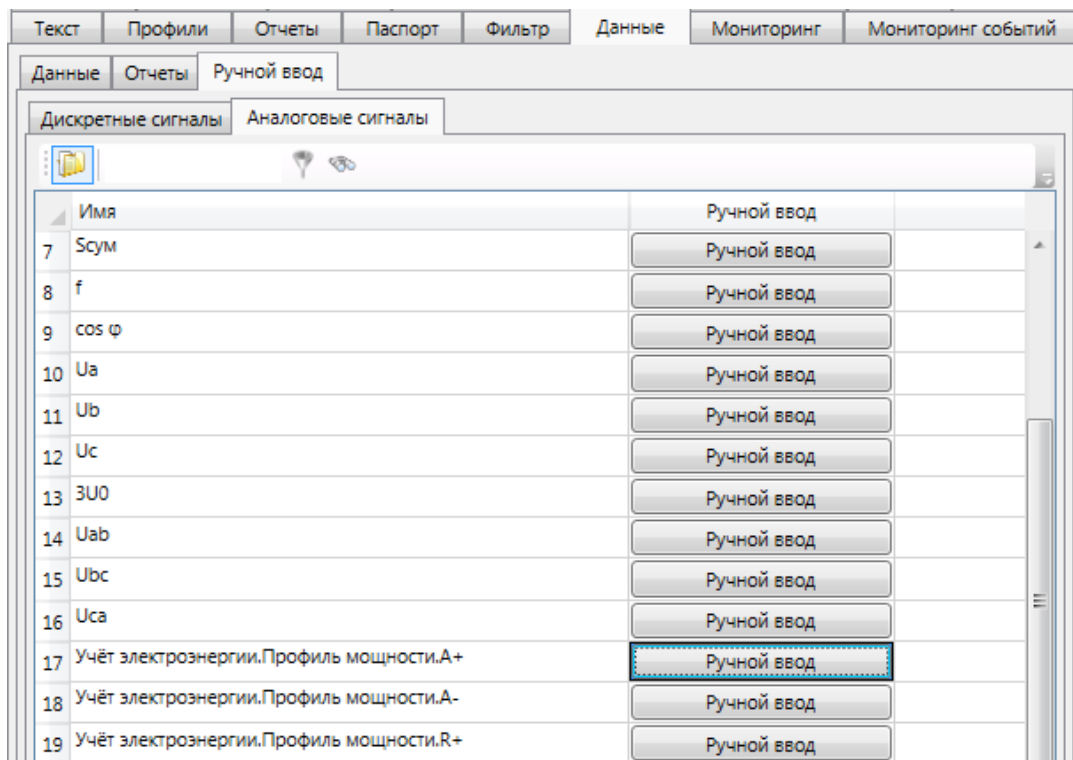 Текст Профили Отчеты Паспорт Фильтр Данные Мониторинг Мониторинг событий
Данные Отчеты Ручной ввод
Дискретные сигналы Аналоговые сигналы
Имя Ручной ввод
7 Sсум Ручной ввод
8 f Ручной ввод
9 cos φ Ручной ввод
10 Ua Ручной ввод
11 Ub Ручной ввод
12 Uc Ручной ввод
13 3U0 Ручной ввод
14 Uab Ручной ввод
15 Ubc Ручной ввод
16 Uca Ручной ввод
17 Учёт электроэнергии.Профиль мощности.A+ Ручной ввод
18 Учёт электроэнергии.Профиль мощности.A- Ручной ввод
19 Учёт электроэнергии.Профиль мощности.R+ Ручной ввод